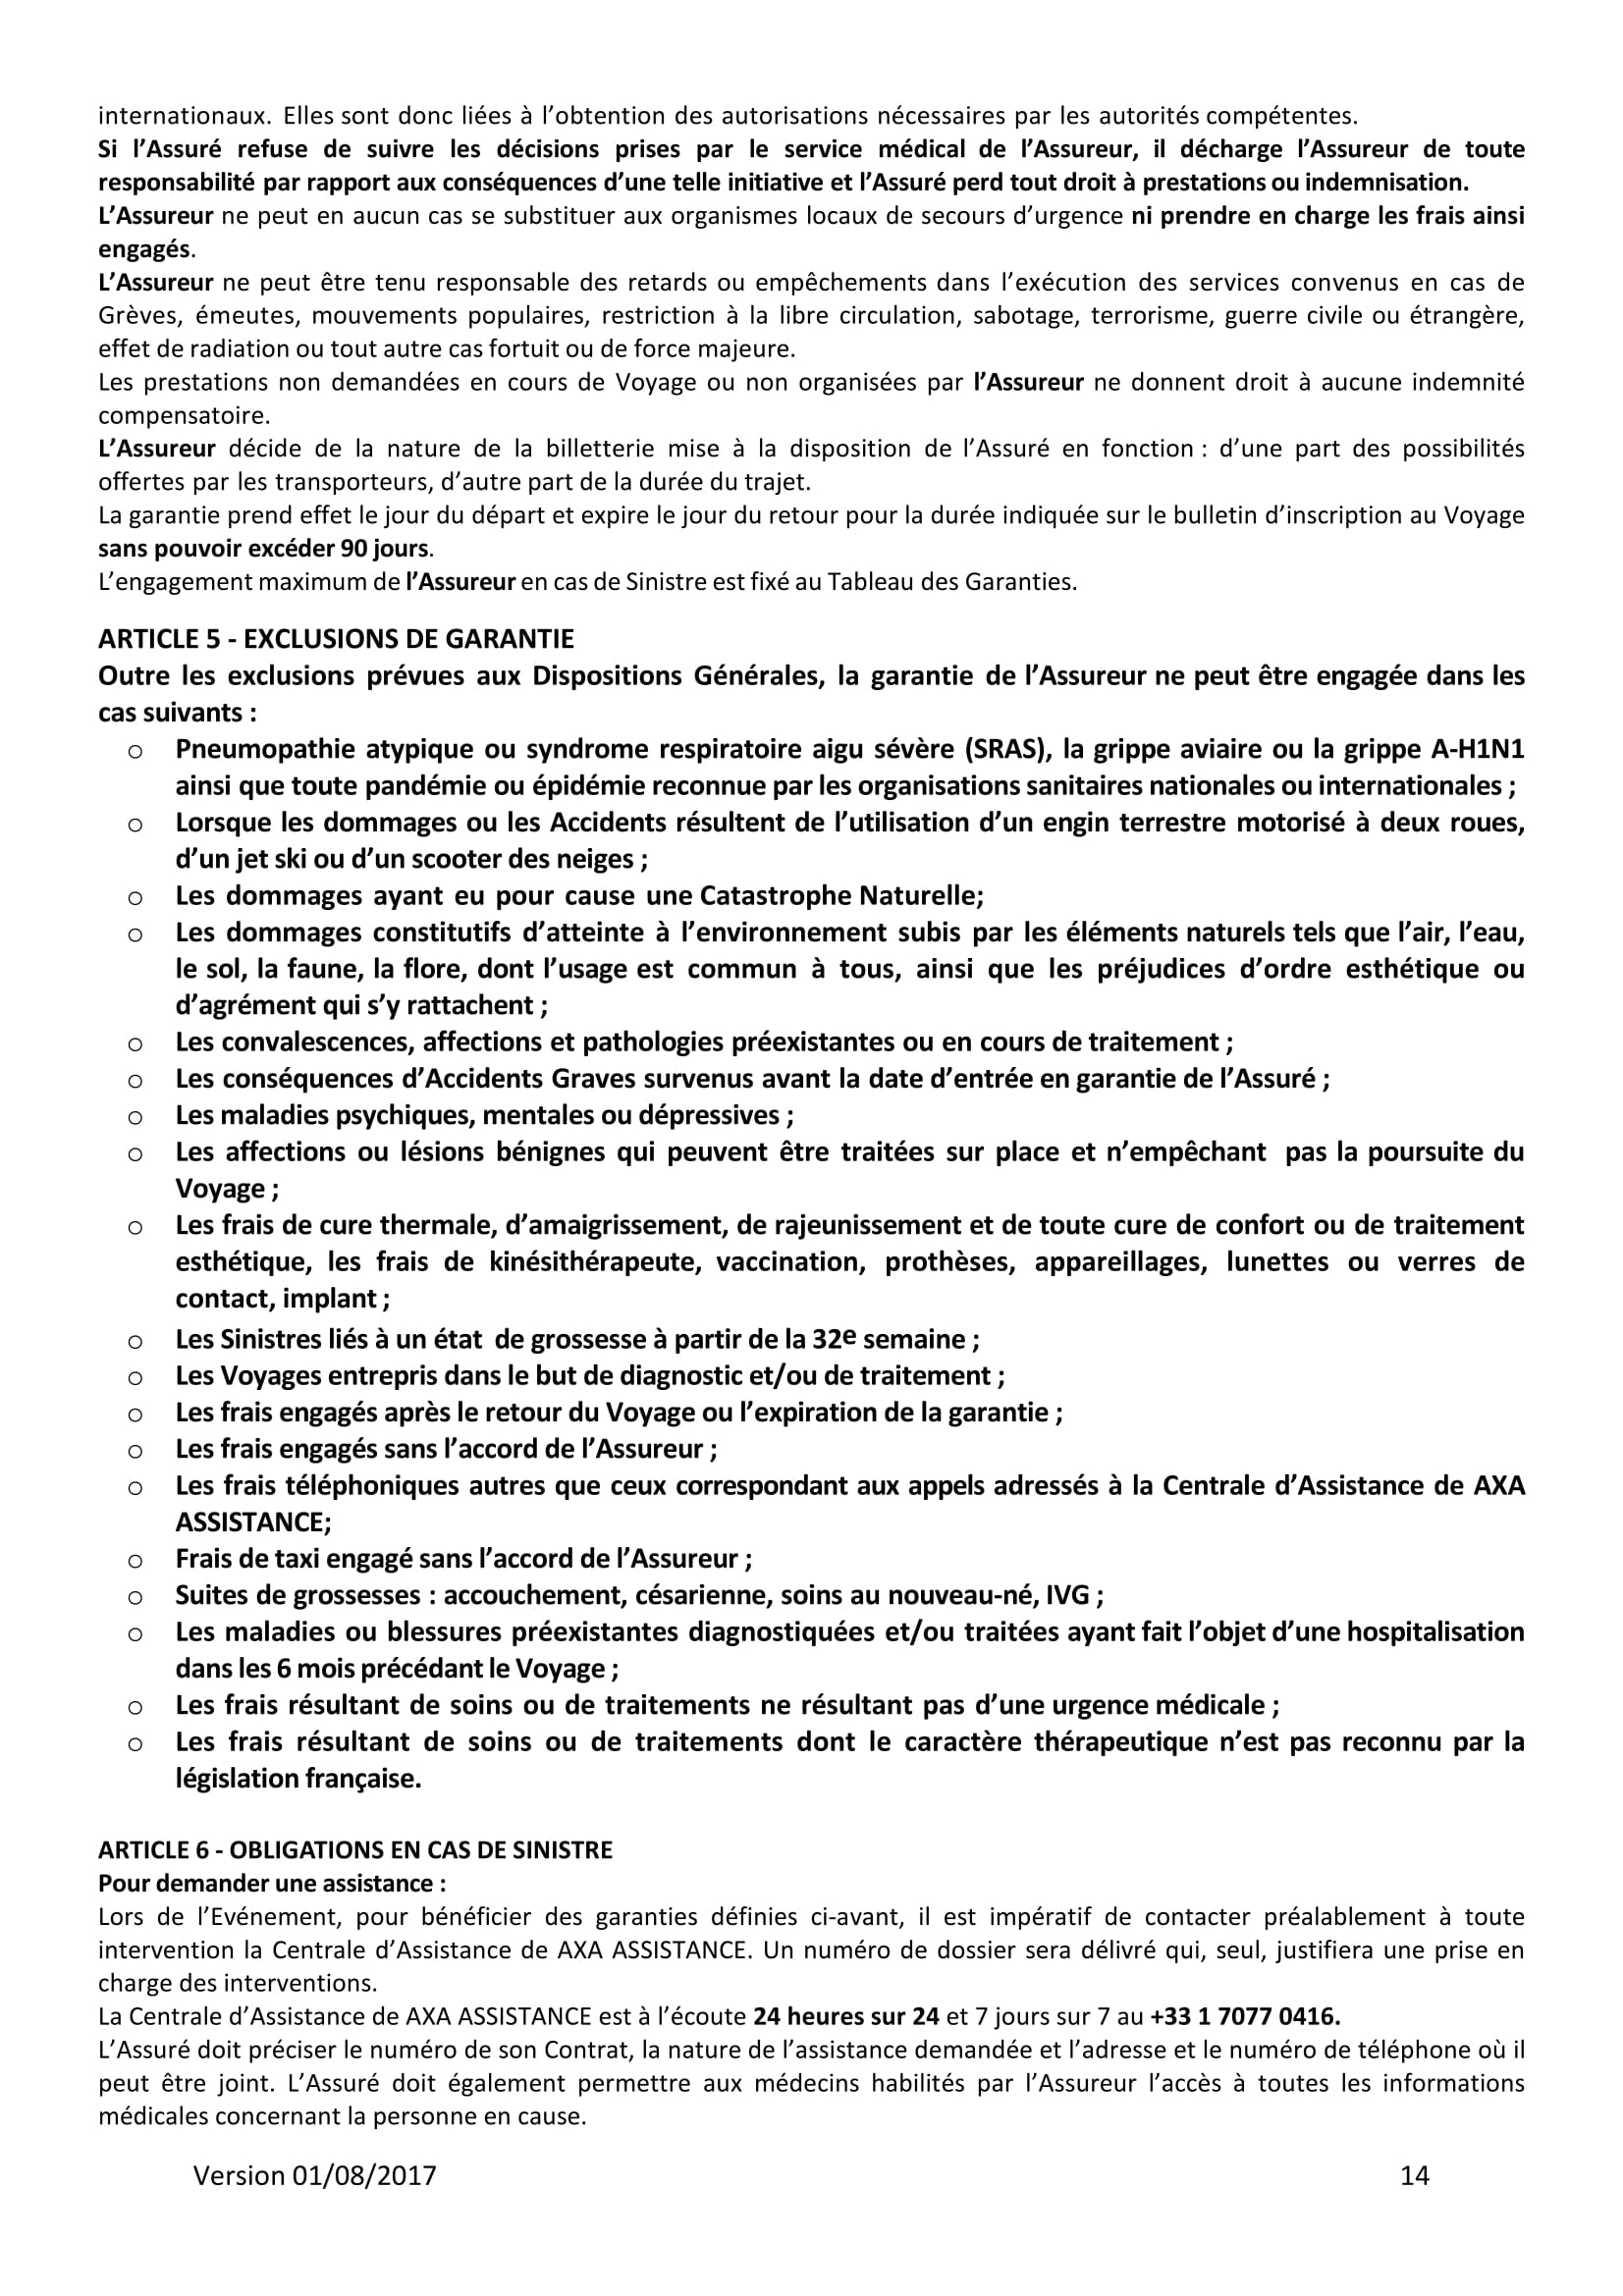 internationaux. Elles sont donc liées à l’obtention des autorisations nécessaires par les autorités compétentes.
Si l’Assuré refuse de suivre les décisions prises par le service médical de l’Assureur, il décharge l’Assureur de toute
responsabilité par rapport aux conséquences d’une telle initiative et l’Assuré perd tout droit à prestations ou indemnisation.
L’Assureur ne peut en aucun cas se substituer aux organismes locaux de secours d’urgence ni prendre en charge les frais ainsi
engagés.
L’Assureur ne peut être tenu responsable des retards ou empêchements dans l’exécution des services convenus en cas de
Grèves, émeutes, mouvements populaires, restriction à la libre circulation, sabotage, terrorisme, guerre civile ou étrangère,
effet de radiation ou tout autre cas fortuit ou de force majeure.
Les prestations non demandées en cours de Voyage ou non organisées par l’Assureur ne donnent droit à aucune indemnité
compensatoire.
L’Assureur décide de la nature de la billetterie mise à la disposition de l’Assuré en fonction : d’une part des possibilités
offertes par les transporteurs, d’autre part de la durée du trajet.
La garantie prend effet le jour du départ et expire le jour du retour pour la durée indiquée sur le bulletin d’inscription au Voyage
sans pouvoir excéder 90 jours.
L’engagement maximum de l’Assureur en cas de Sinistre est fixé au Tableau des Garanties.
ARTICLE 5 - EXCLUSIONS DE GARANTIE
Outre les exclusions prévues aux Dispositions Générales, la garantie de l’Assureur ne peut être engagée dans les
cas suivants :
o Pneumopathie atypique ou syndrome respiratoire aigu sévère (SRAS), la grippe aviaire ou la grippe A-H1N1
ainsi que toute pandémie ou épidémie reconnue par les organisations sanitaires nationales ou internationales ;
o Lorsque les dommages ou les Accidents résultent de l’utilisation d’un engin terrestre motorisé à deux roues,
d’un jet ski ou d’un scooter des neiges ;
o Les dommages ayant eu pour cause une Catastrophe Naturelle;
o Les dommages constitutifs d’atteinte à l’environnement subis par les éléments naturels tels que l’air, l’eau,
le sol, la faune, la flore, dont l’usage est commun à tous, ainsi que les préjudices d’ordre esthétique ou
d’agrément qui s’y rattachent ;
o Les convalescences, affections et pathologies préexistantes ou en cours de traitement ;
o Les conséquences d’Accidents Graves survenus avant la date d’entrée en garantie de l’Assuré ;
o Les maladies psychiques, mentales ou dépressives ;
o Les affections ou lésions bénignes qui peuvent être traitées sur place et n’empêchant pas la poursuite du
Voyage ;
o Les frais de cure thermale, d’amaigrissement, de rajeunissement et de toute cure de confort ou de traitement
esthétique, les frais de kinésithérapeute, vaccination, prothèses, appareillages, lunettes ou verres de
contact, implant ;
o Les Sinistres liés à un état de grossesse à partir de la 32e semaine ;
o Les Voyages entrepris dans le but de diagnostic et/ou de traitement ;
o Les frais engagés après le retour du Voyage ou l’expiration de la garantie ;
o Les frais engagés sans l’accord de l’Assureur ;
o Les frais téléphoniques autres que ceux correspondant aux appels adressés à la Centrale d’Assistance de AXA
ASSISTANCE;
o Frais de taxi engagé sans l’accord de l’Assureur ;
o Suites de grossesses : accouchement, césarienne, soins au nouveau-né, IVG ;
o Les maladies ou blessures préexistantes diagnostiquées et/ou traitées ayant fait l’objet d’une hospitalisation
dans les 6 mois précédant le Voyage ;
o Les frais résultant de soins ou de traitements ne résultant pas d’une urgence médicale ;
o Les frais résultant de soins ou de traitements dont le caractère thérapeutique n’est pas reconnu par la
législation française.
ARTICLE 6 - OBLIGATIONS EN CAS DE SINISTRE
Pour demander une assistance :
Lors de l’Evénement, pour bénéficier des garanties définies ci-avant, il est impératif de contacter préalablement à toute
intervention la Centrale d’Assistance de AXA ASSISTANCE. Un numéro de dossier sera délivré qui, seul, justifiera une prise en
charge des interventions.
La Centrale d’Assistance de AXA ASSISTANCE est à l’écoute 24 heures sur 24 et 7 jours sur 7 au +33 1 7077 0416.
L’Assuré doit préciser le numéro de son Contrat, la nature de l’assistance demandée et l’adresse et le numéro de téléphone où il
peut être joint. L’Assuré doit également permettre aux médecins habilités par l’Assureur l’accès à toutes les informations
médicales concernant la personne en cause.
Version 01/08/2017 14